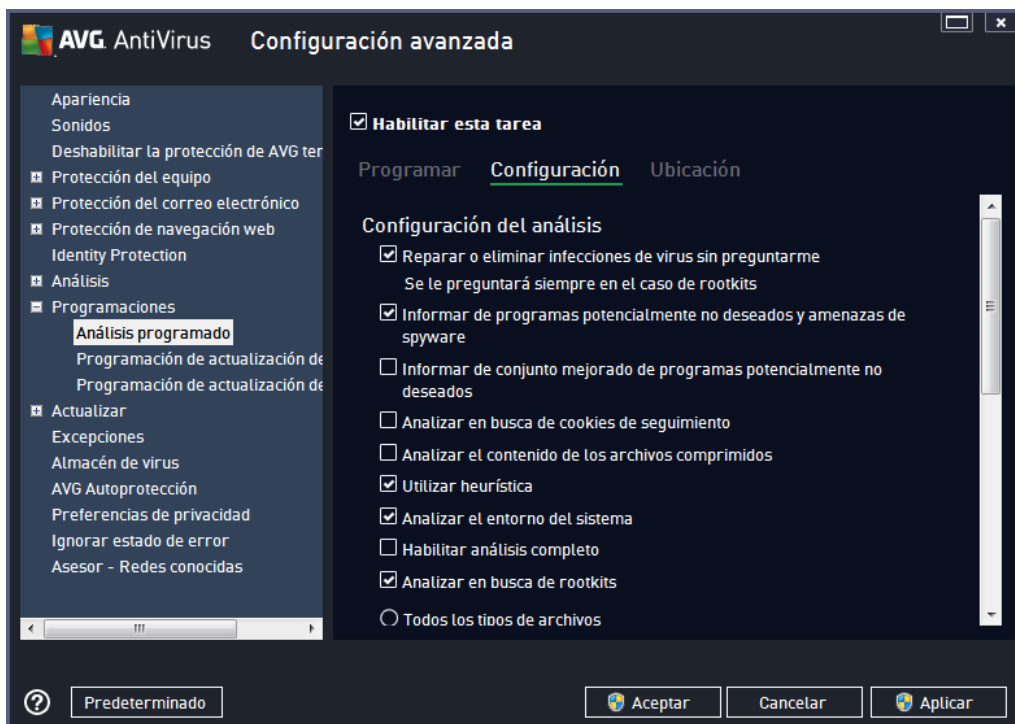 AVG. AntiVirus Configuración avanzada
Apariencia
Sonidos
Deshabilitar la protección de AVG ter
Protección del equipo
Protección del correo electrónico
Protección de navegación web
Identity Protection
Análisis
Programaciones
Análisis programado
Programación de actualización de
Programación de actualización de
Actualizar
Excepciones
Almacén de virus
AVG Autoprotección
Preferencias de privacidad
Ignorar estado de error
Asesor - Redes conocidas
Habilitar esta tarea
Programar Configuración Ubicación
Configuración del análisis
Reparar o eliminar infecciones de virus sin preguntarme
Se le preguntará siempre en el caso de rootkits
Informar de programas potencialmente no deseados y amenazas de
spyware
Informar de conjunto mejorado de programas potencialmente no
deseados
Analizar en busca de cookies de seguimiento
Analizar el contenido de los archivos comprimidos
Utilizar heurística
Analizar el entorno del sistema
Habilitar análisis completo
Analizar en busca de rootkits
Todos los tipos de archivos
? Predeterminado Aceptar Cancelar Aplicar